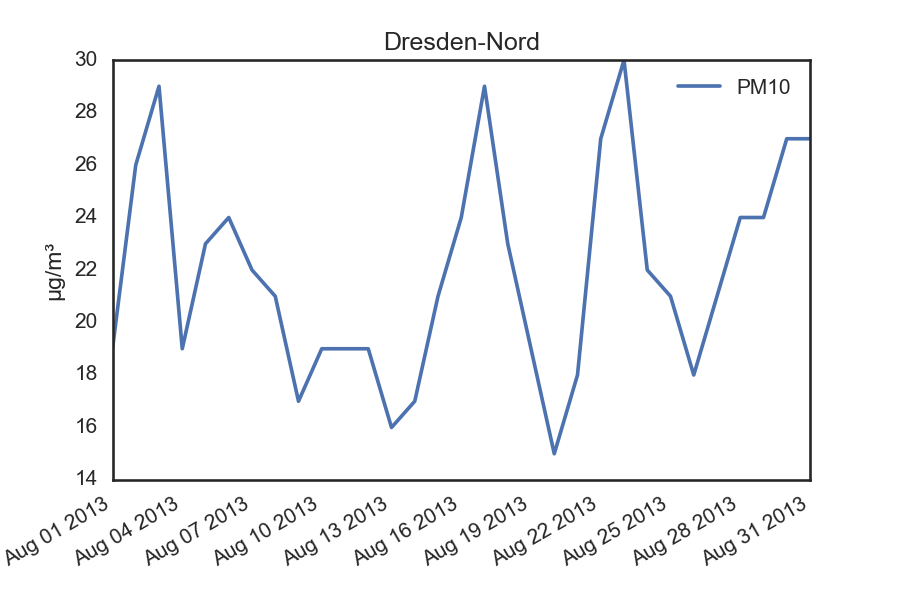 Dresden-Nord
PM10
µg/m³
30
28
26
24
22
20
18
16
14
Aug 01 2013
Aug 04 2013
Aug 07 2013
Aug 10 2013
Aug 13 2013
Aug 16 2013
Aug 19 2013
Aug 22 2013
Aug 25 2013
Aug 28 2013
Aug 31 2013